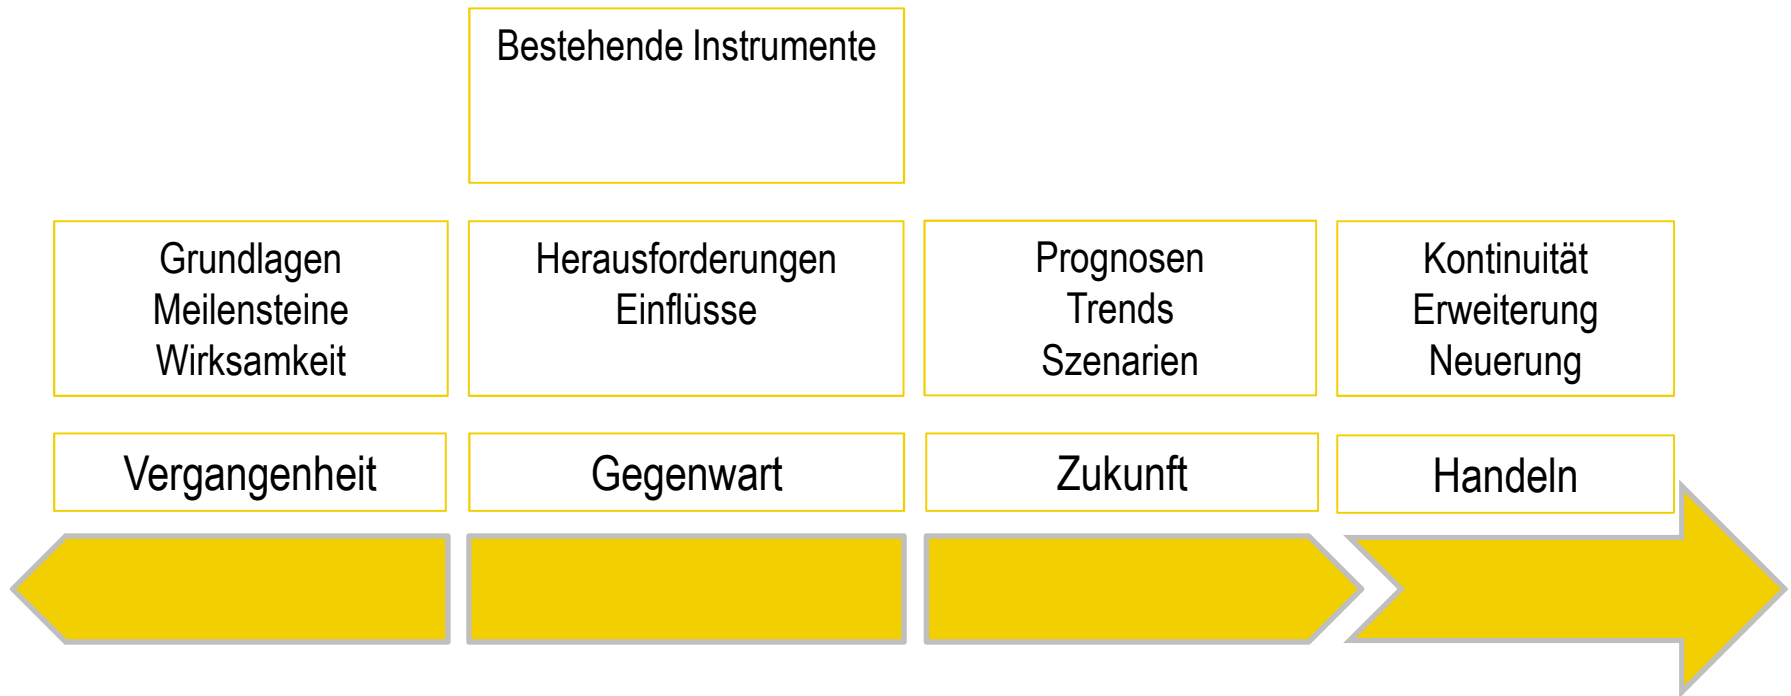 Bestehende Instrumente
Grundlagen
Meilensteine
Wirksamkeit
Herausforderungen
Einflüsse
Prognosen
Trends
Szenarien
Kontinuität
Erweiterung
Neuerung
Vergangenheit
Gegenwart
Zukunft
Handeln